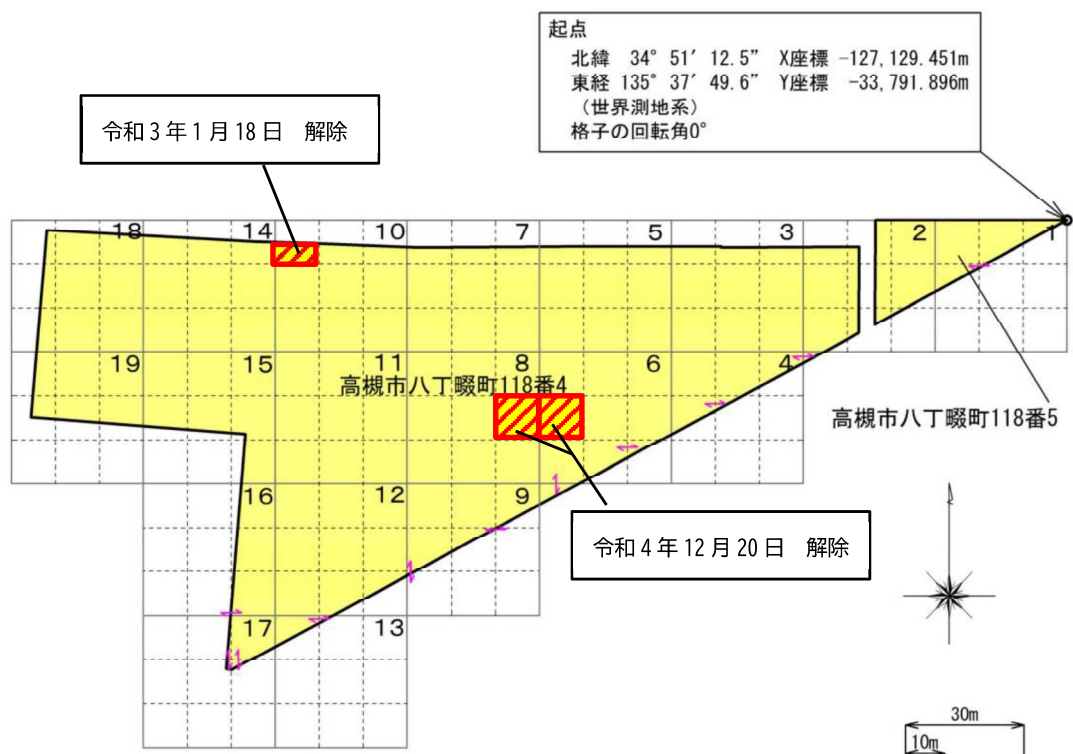 起点
北緯 34° 51′ 12.5” X座標 -127,129.451m
東経 135° 37′ 49.6” Y座標 -33,791.896m
（世界測地系）
格子の回転角0°
令和３年１月18日 解除
18 14 10 7 5 3 2 1
19 15 11 8 6 4
高槻市八丁畷町118番4
高槻市八丁畷町118番5
16 12 9
令和４年12月20日 解除
17 13
30m
10m